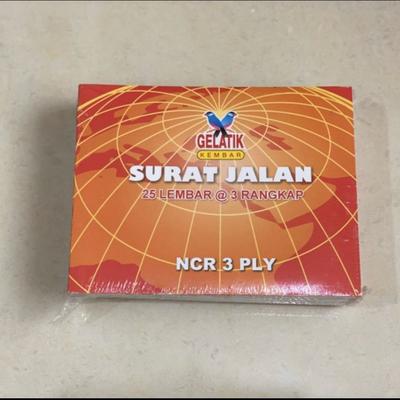 GELATIK
KEMBAR
SURAT JALAN
25 LEMBAR @ 3 RANGKAP
NCR 3 PLY